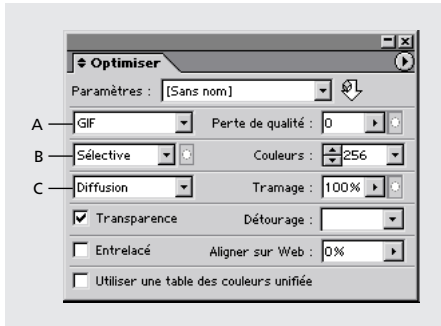 Optimiser
Paramètres : [Sans nom]
A GIF Perte de qualité : 0
B Sélective Couleurs : 256
C Diffusion Tramage : 100%
Transparence Détourage :
Entrelacé Aligner sur Web : 0%
Utiliser une table des couleurs unifiée